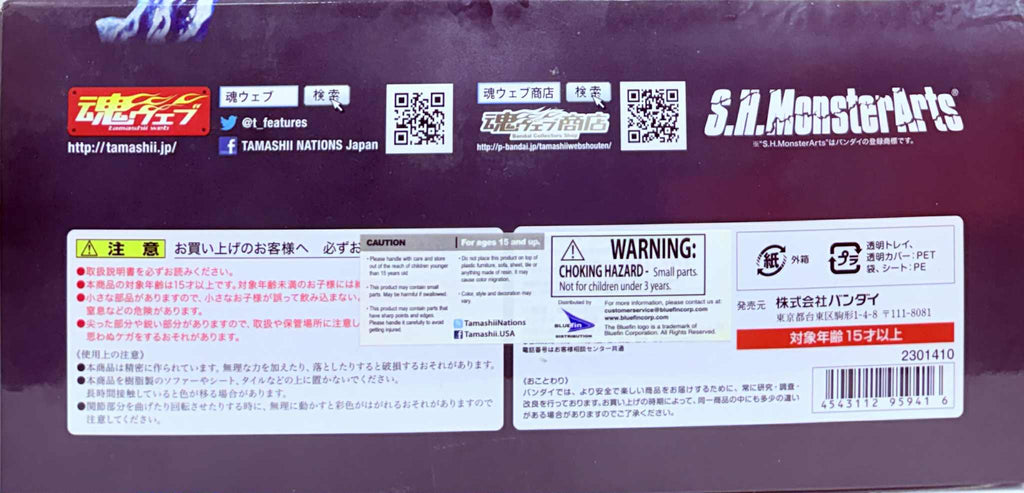 魂ウェブ
tamashii web
http://tamashii.jp/
魂ウェブ 検索
@t_features
TAMASHII NATIONS Japan
魂ウェブ商店 検索
魂ウェブ商店
Bandai Collectors Shop
http://p-bandai.jp/tamashiiwebshouten/
S.H.MonsterArts®
※"S.H.MonsterArts"はバンダイの登録商標です。
注意 お買い上げのお客様へ 必ずお
●取扱説明書を必ずお読みください。
●本商品の対象年齢は15才以上です。対象年齢未満のお子様には絶
●小さな部品がありますので、小さなお子様が誤って飲み込まない
窒息などの危険があります。
●尖った部分や鋭い部分がありますので、取扱や保管場所に注意し
思わぬケガをするおそれがあります。
《使用上の注意》
●本商品は精密に作られています。無理な力を加えたり、落としたりすると破損するおそれがあります。
●本商品を樹脂製のソファーやシート、タイルなどの上に置かないでください。
長時間接触していると色が移る場合があります。
●関節部分を曲げたり回転させたりする時に、無理に動かすと彩色がはがれるおそれがありますので
注意してください。
CAUTION For ages 15 and up.
· Please handle with care and store
out of the reach of children younger
than 15 years old
· This product may contain small
parts. May be harmful if swallowed.
· This product may contain parts that
have sharp points and edges.
Please handle it carefully to avoid
getting injured.
· Do not place this product on top of
plastic furniture, sofa, sheet, tile or
anything made of resin. It may
cause color migration.
· Color, style and decoration may
vary.
TamashiiNations
Tamashii.USA
WARNING:
CHOKING HAZARD - Small parts.
Not for children under 3 years.
Distributed by
BLUEfin
DISTRIBUTION
For more information, please contact us at
customerservice@bluefincorp.com
www.bluefincorp.com
The Bluefin logo is a trademark of
Bluefin Corporation. All Rights Reserved.
電話番号はお客様相談センター共通
《おことわり》
バンダイでは、より安全で楽しい商品をお届けするために、常に研究・調査・
改良を行っております。お買い上げの時期によって、同一商品の中にも多少の違い
がある場合がありますのでご了承ください。
紙 外箱
プラ 透明トレイ、
透明カバー:PET
袋、シート:PE
発売元 株式会社バンダイ
東京都台東区駒形1-4-8 〒111-8081
対象年齢15才以上
2301410
4543112 95941 6